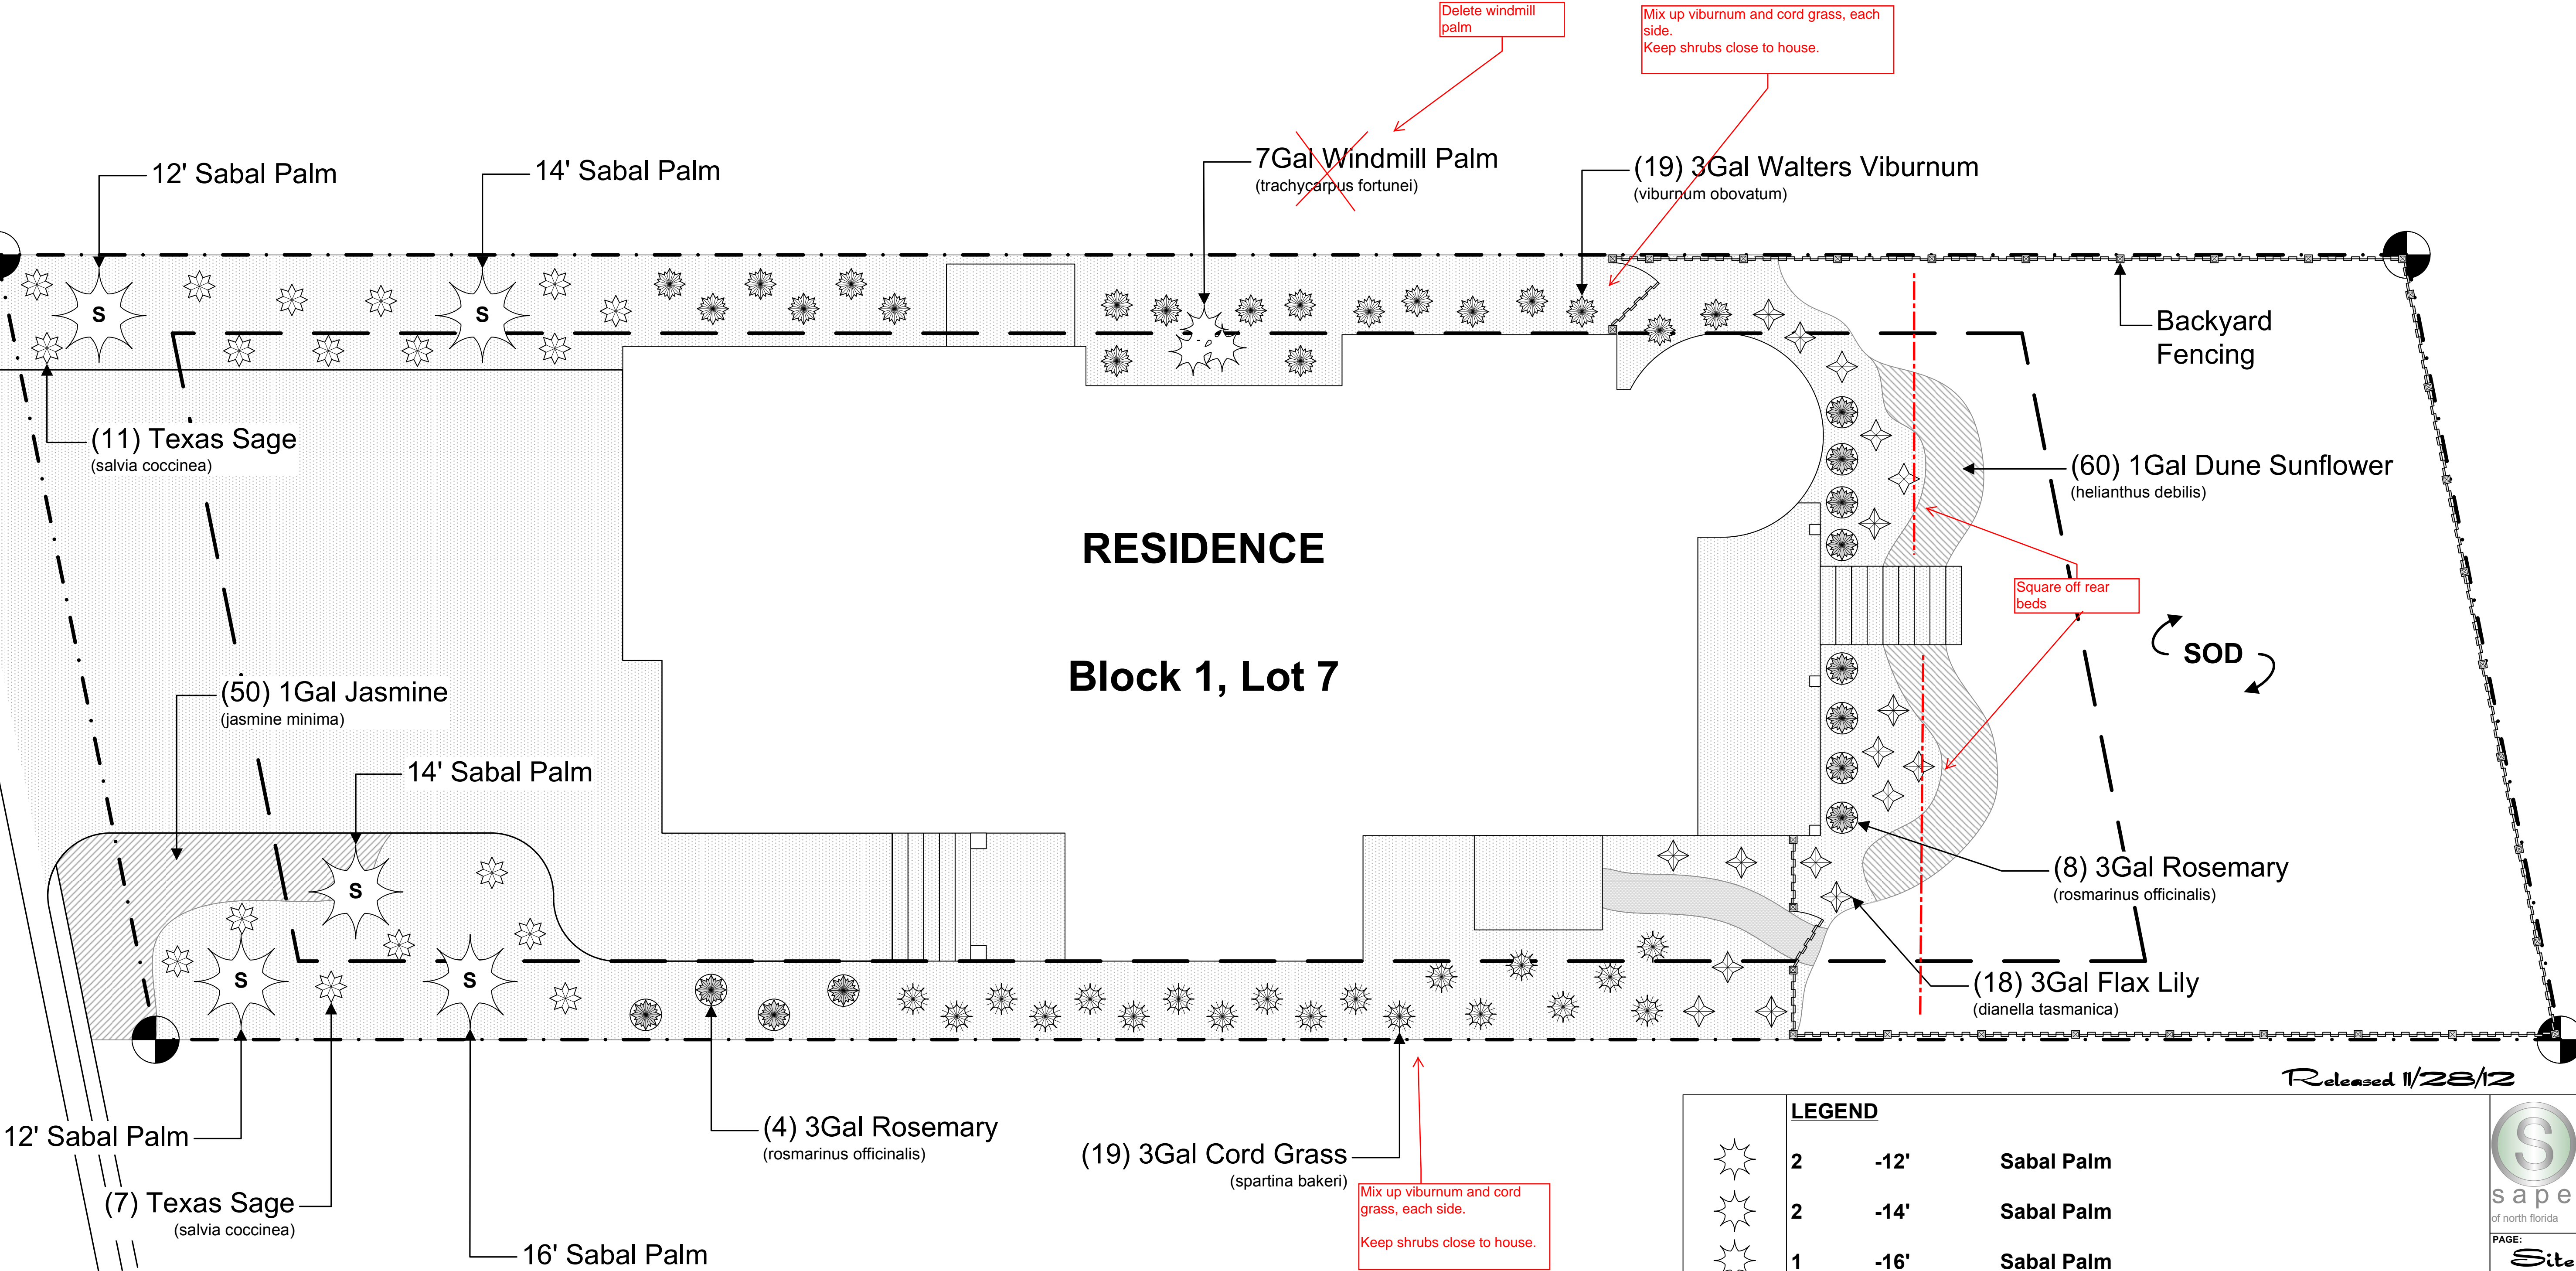 Delete windmill
palm
Mix up viburnum and cord grass, each
side.
Keep shrubs close to house.
12' Sabal Palm
14' Sabal Palm
7Gal Windmill Palm
(trachycarpus fortunei)
(19) 3Gal Walters Viburnum
(viburnum obovatum)
S
S
Backyard
Fencing
(11) Texas Sage
(salvia coccinea)
(60) 1Gal Dune Sunflower
(helianthus debilis)
RESIDENCE
Block 1, Lot 7
Square off rear
beds
SOD
(50) 1Gal Jasmine
(jasmine minima)
14' Sabal Palm
S
S
S
(8) 3Gal Rosemary
(rosmarinus officinalis)
(18) 3Gal Flax Lily
(dianella tasmanica)
Released 11/28/12
12' Sabal Palm
(4) 3Gal Rosemary
(rosmarinus officinalis)
(19) 3Gal Cord Grass
(spartina bakeri)
(7) Texas Sage
(salvia coccinea)
16' Sabal Palm
Mix up viburnum and cord
grass, each side.
Keep shrubs close to house.
LEGEND
2 -12' Sabal Palm
2 -14' Sabal Palm
1 -16' Sabal Palm
S
sape
of north florida
PAGE:
Site